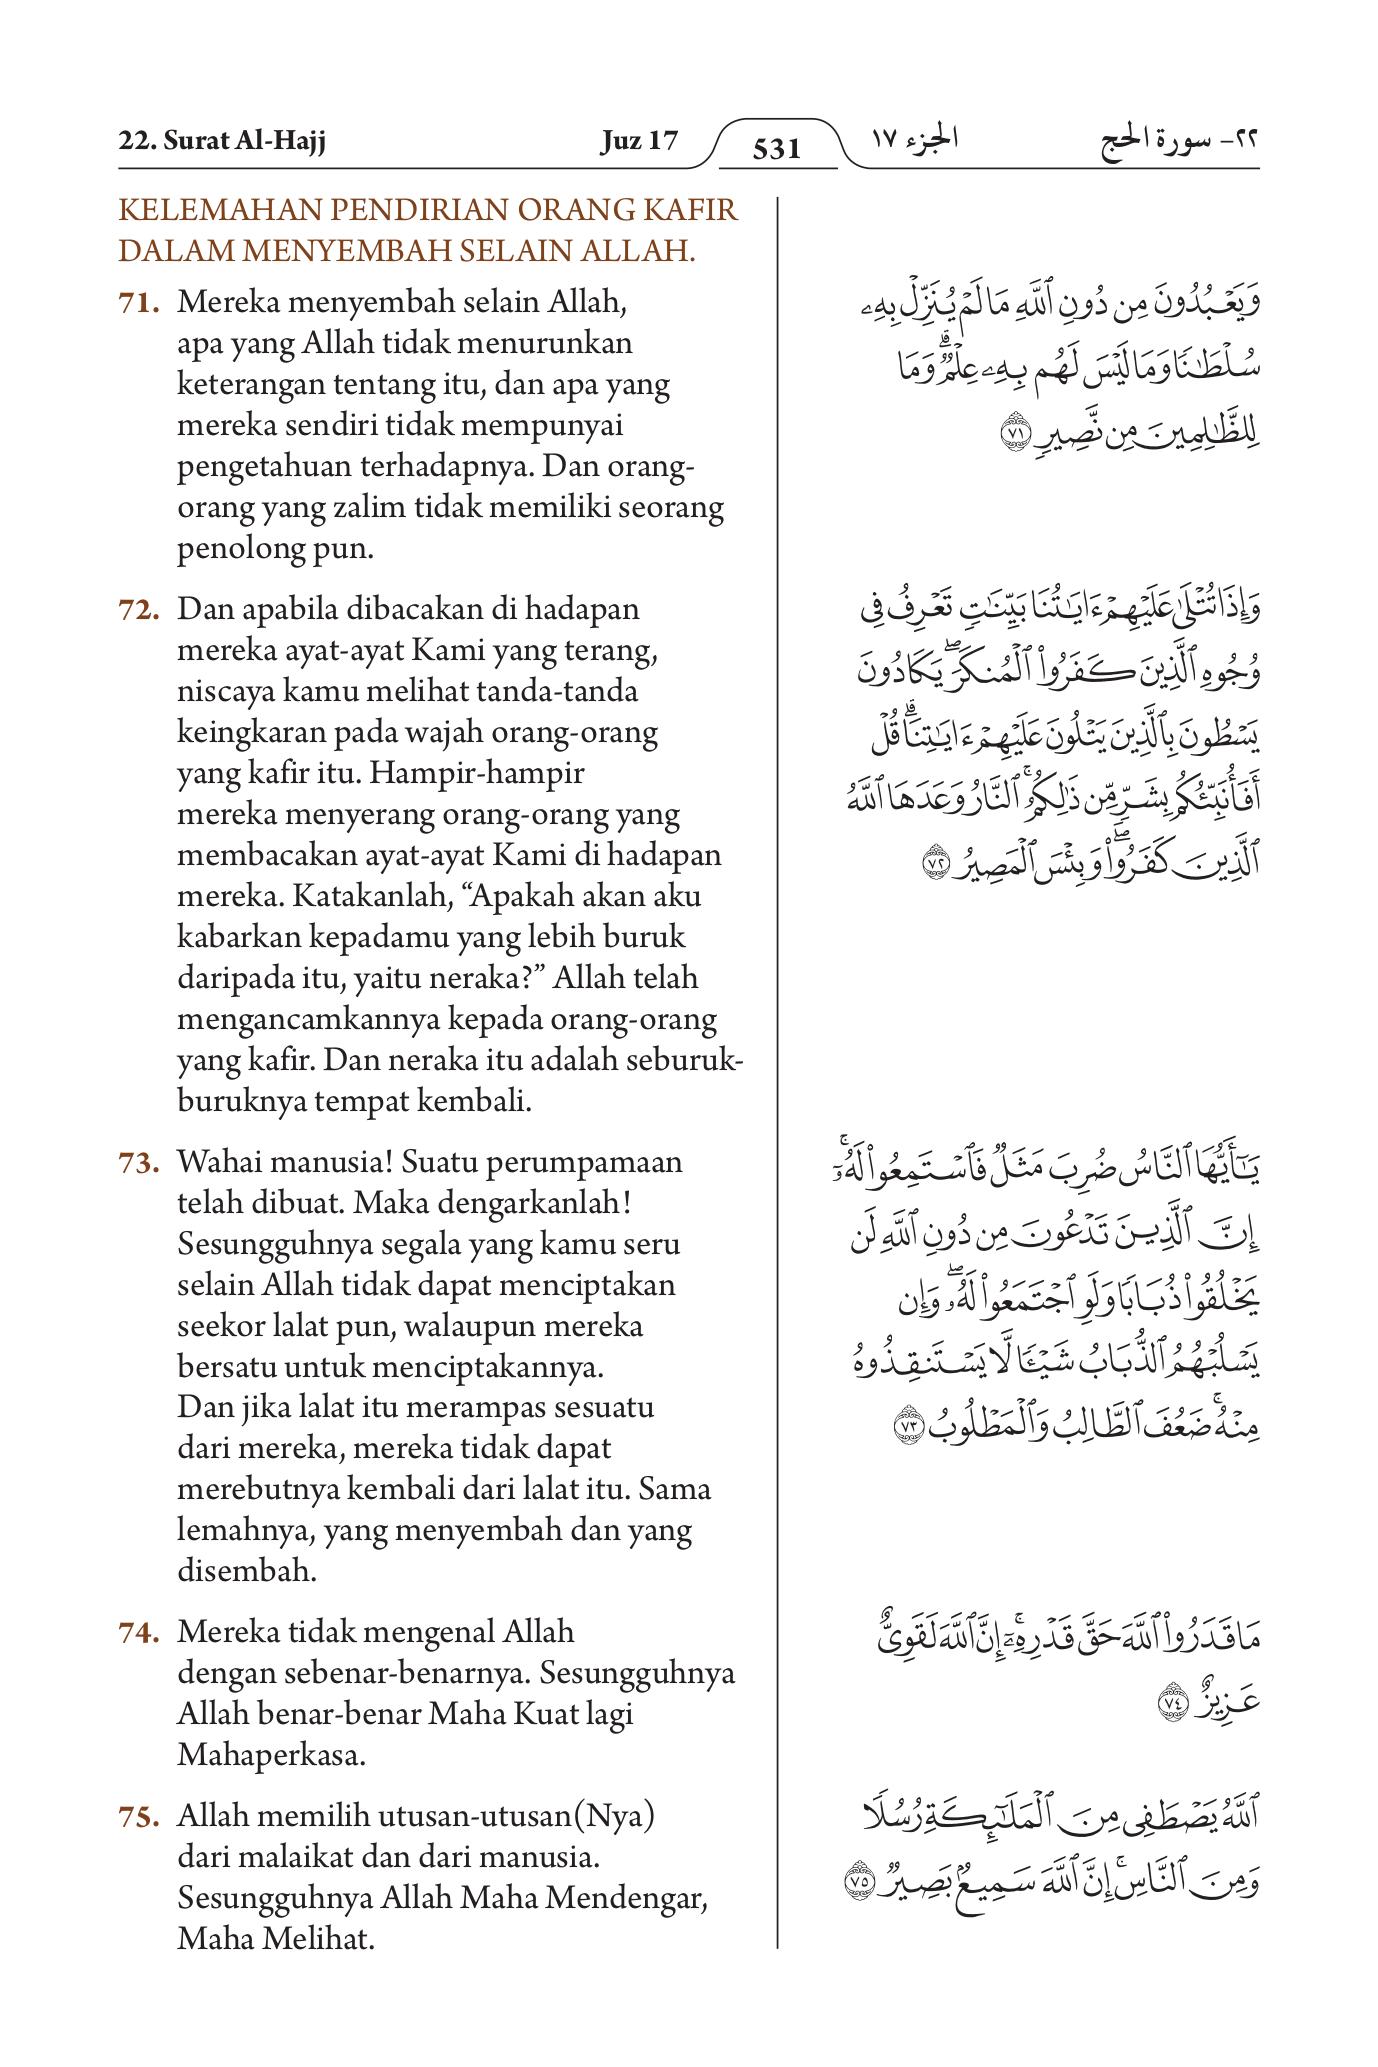 22. Surat Al-Hajj Juz 17 531 الجزء ١٧ ٢٢- سورة الحج
KELEMAHAN PENDIRIAN ORANG KAFIR
DALAM MENYEMBAH SELAIN ALLAH.
71. Mereka menyembah selain Allah,
apa yang Allah tidak menurunkan
keterangan tentang itu, dan apa yang
mereka sendiri tidak mempunyai
pengetahuan terhadapnya. Dan orang-
orang yang zalim tidak memiliki seorang
penolong pun.
72. Dan apabila dibacakan di hadapan
mereka ayat-ayat Kami yang terang,
niscaya kamu melihat tanda-tanda
keingkaran pada wajah orang-orang
yang kafir itu. Hampir-hampir
mereka menyerang orang-orang yang
membacakan ayat-ayat Kami di hadapan
mereka. Katakanlah, “Apakah akan aku
kabarkan kepadamu yang lebih buruk
daripada itu, yaitu neraka?” Allah telah
mengancamkannya kepada orang-orang
yang kafir. Dan neraka itu adalah seburuk-
buruknya tempat kembali.
73. Wahai manusia! Suatu perumpamaan
telah dibuat. Maka dengarkanlah!
Sesungguhnya segala yang kamu seru
selain Allah tidak dapat menciptakan
seekor lalat pun, walaupun mereka
bersatu untuk menciptakannya.
Dan jika lalat itu merampas sesuatu
dari mereka, mereka tidak dapat
merebutnya kembali dari lalat itu. Sama
lemahnya, yang menyembah dan yang
disembah.
74. Mereka tidak mengenal Allah
dengan sebenar-benarnya. Sesungguhnya
Allah benar-benar Maha Kuat lagi
Mahaperkasa.
75. Allah memilih utusan-utusan(Nya)
dari malaikat dan dari manusia.
Sesungguhnya Allah Maha Mendengar,
Maha Melihat.
وَيَعۡبُدُونَ مِن دُونِ ٱللَّهِ مَا لَمۡ يُنَزِّلۡ بِهِۦ
سُلۡطَٰنٗا وَمَا لَيۡسَ لَهُم بِهِۦ عِلۡمٞۗ وَمَا
لِلظَّٰلِمِينَ مِن نَّصِيرٖ ٧١
وَإِذَا تُتۡلَىٰ عَلَيۡهِمۡ ءَايَٰتُنَا بَيِّنَٰتٖ تَعۡرِفُ فِي
وُجُوهِ ٱلَّذِينَ كَفَرُواْ ٱلۡمُنكَرَۖ يَكَادُونَ
يَسۡطُونَ بِٱلَّذِينَ يَتۡلُونَ عَلَيۡهِمۡ ءَايَٰتِنَاۗ قُلۡ
أَفَأُنَبِّئُكُم بِشَرّٖ مِّن ذَٰلِكُمُۚ ٱلنَّارُ وَعَدَهَا ٱللَّهُ
ٱلَّذِينَ كَفَرُواْۖ وَبِئۡسَ ٱلۡمَصِيرُ ٧٢
يَٰٓأَيُّهَا ٱلنَّاسُ ضُرِبَ مَثَلٞ فَٱسۡتَمِعُواْ لَهُۥٓۚ
إِنَّ ٱلَّذِينَ تَدۡعُونَ مِن دُونِ ٱللَّهِ لَن
يَخۡلُقُواْ ذُبَابٗا وَلَوِ ٱجۡتَمَعُواْ لَهُۥۖ وَإِن
يَسۡلُبۡهُمُ ٱلذُّبَابُ شَيۡـٔٗا لَّا يَسۡتَنقِذُوهُ
مِنۡهُۚ ضَعُفَ ٱلطَّالِبُ وَٱلۡمَطۡلُوبُ ٧٣
مَا قَدَرُواْ ٱللَّهَ حَقَّ قَدۡرِهِۦٓۚ إِنَّ ٱللَّهَ لَقَوِيٌّ
عَزِيزٌ ٧٤
ٱللَّهُ يَصۡطَفِي مِنَ ٱلۡمَلَٰٓئِكَةِ رُسُلٗا
وَمِنَ ٱلنَّاسِۚ إِنَّ ٱللَّهَ سَمِيعُۢ بَصِيرٞ ٧٥